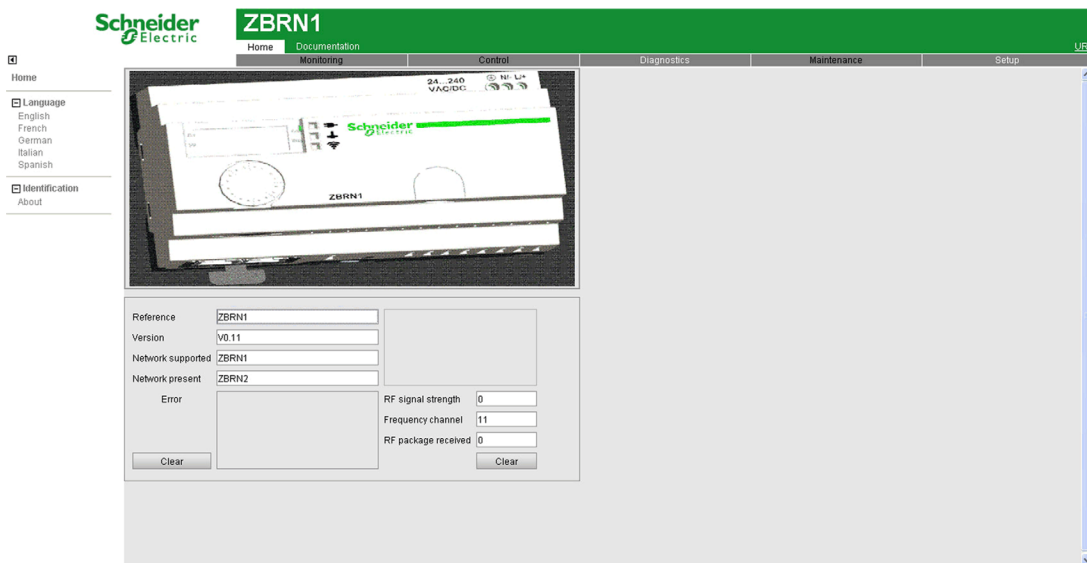 Schneider Electric
ZBRN1
Home Documentation
Monitoring Control Diagnostics Maintenance Setup
Home
Language
English
French
German
Italian
Spanish
Identification
About
24...240
VAC/DC
N/- L/+
Schneider Electric
ZBRN1
Reference ZBRN1
Version V0.11
Network supported ZBRN1
Network present ZBRN2
Error
RF signal strength 0
Frequency channel 11
RF package received 0
Clear Clear